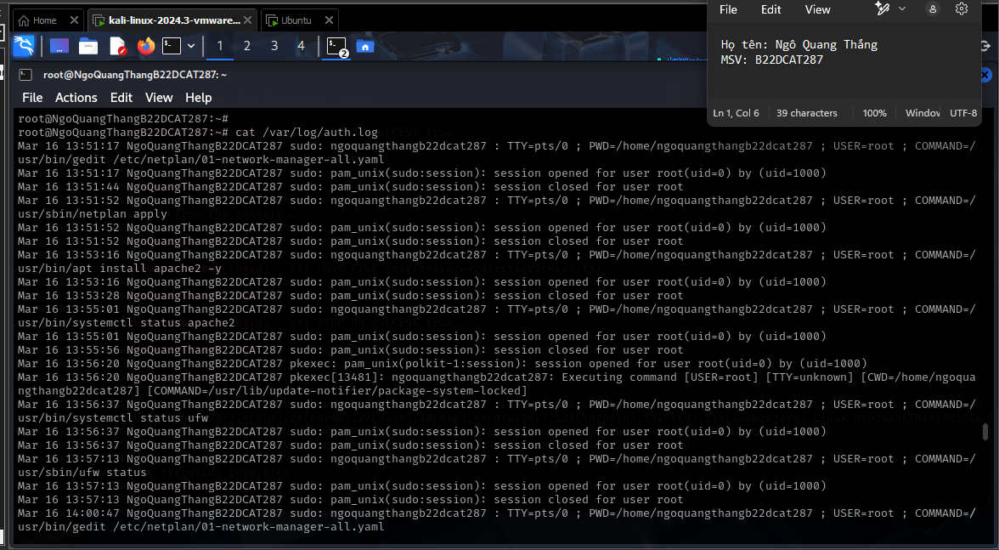 Home
kali-linux-2024.3-vmware...
Ubuntu
1 2 3 4
2
File Edit View
Họ tên: Ngô Quang Thắng
MSV: B22DCAT287
Ln 1, Col 6 39 characters 100% Window UTF-8
root@NgoQuangThangB22DCAT287: ~
File Actions Edit View Help
root@NgoQuangThangB22DCAT287:~#
root@NgoQuangThangB22DCAT287:~# cat /var/log/auth.log
Mar 16 13:51:17 NgoQuangThangB22DCAT287 sudo: ngoquangthangb22dcat287 : TTY=pts/0 ; PWD=/home/ngoquangthangb22dcat287 ; USER=root ; COMMAND=/
usr/bin/gedit /etc/netplan/01-network-manager-all.yaml
Mar 16 13:51:17 NgoQuangThangB22DCAT287 sudo: pam_unix(sudo:session): session opened for user root(uid=0) by (uid=1000)
Mar 16 13:51:44 NgoQuangThangB22DCAT287 sudo: pam_unix(sudo:session): session closed for user root
Mar 16 13:51:52 NgoQuangThangB22DCAT287 sudo: ngoquangthangb22dcat287 : TTY=pts/0 ; PWD=/home/ngoquangthangb22dcat287 ; USER=root ; COMMAND=/
usr/sbin/netplan apply
Mar 16 13:51:52 NgoQuangThangB22DCAT287 sudo: pam_unix(sudo:session): session opened for user root(uid=0) by (uid=1000)
Mar 16 13:51:52 NgoQuangThangB22DCAT287 sudo: pam_unix(sudo:session): session closed for user root
Mar 16 13:53:16 NgoQuangThangB22DCAT287 sudo: ngoquangthangb22dcat287 : TTY=pts/0 ; PWD=/home/ngoquangthangb22dcat287 ; USER=root ; COMMAND=/
usr/bin/apt install apache2 -y
Mar 16 13:53:16 NgoQuangThangB22DCAT287 sudo: pam_unix(sudo:session): session opened for user root(uid=0) by (uid=1000)
Mar 16 13:53:28 NgoQuangThangB22DCAT287 sudo: pam_unix(sudo:session): session closed for user root
Mar 16 13:55:01 NgoQuangThangB22DCAT287 sudo: ngoquangthangb22dcat287 : TTY=pts/0 ; PWD=/home/ngoquangthangb22dcat287 ; USER=root ; COMMAND=/
usr/bin/systemctl status apache2
Mar 16 13:55:01 NgoQuangThangB22DCAT287 sudo: pam_unix(sudo:session): session opened for user root(uid=0) by (uid=1000)
Mar 16 13:55:56 NgoQuangThangB22DCAT287 sudo: pam_unix(sudo:session): session closed for user root
Mar 16 13:56:20 NgoQuangThangB22DCAT287 pkexec: pam_unix(polkit-1:session): session opened for user root(uid=0) by (uid=1000)
Mar 16 13:56:20 NgoQuangThangB22DCAT287 pkexec[13481]: ngoquangthangb22dcat287: Executing command [USER=root] [TTY=unknown] [CWD=/home/ngoqua
ngthangb22dcat287] [COMMAND=/usr/lib/update-notifier/package-system-locked]
Mar 16 13:56:37 NgoQuangThangB22DCAT287 sudo: ngoquangthangb22dcat287 : TTY=pts/0 ; PWD=/home/ngoquangthangb22dcat287 ; USER=root ; COMMAND=/
usr/bin/systemctl status ufw
Mar 16 13:56:37 NgoQuangThangB22DCAT287 sudo: pam_unix(sudo:session): session opened for user root(uid=0) by (uid=1000)
Mar 16 13:56:37 NgoQuangThangB22DCAT287 sudo: pam_unix(sudo:session): session closed for user root
Mar 16 13:57:13 NgoQuangThangB22DCAT287 sudo: ngoquangthangb22dcat287 : TTY=pts/0 ; PWD=/home/ngoquangthangb22dcat287 ; USER=root ; COMMAND=/
usr/sbin/ufw status
Mar 16 13:57:13 NgoQuangThangB22DCAT287 sudo: pam_unix(sudo:session): session opened for user root(uid=0) by (uid=1000)
Mar 16 13:57:13 NgoQuangThangB22DCAT287 sudo: pam_unix(sudo:session): session closed for user root
Mar 16 14:00:47 NgoQuangThangB22DCAT287 sudo: ngoquangthangb22dcat287 : TTY=pts/0 ; PWD=/home/ngoquangthangb22dcat287 ; USER=root ; COMMAND=/
usr/bin/gedit /etc/netplan/01-network-manager-all.yaml